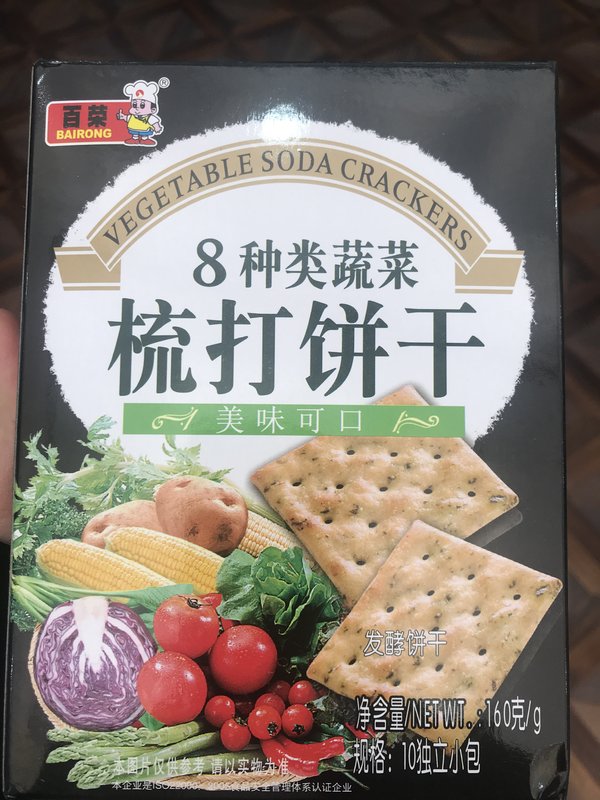 百荣
BAIRONG
®
VEGETABLE SODA CRACKERS
8种类蔬菜
梳打饼干
美味可口
发酵饼干
净含量/NET WT.:160克/g
规格: 10独立小包
本图片仅供参考 请以实物为准
本企业是ISO22000:2005食品安全管理体系认证企业